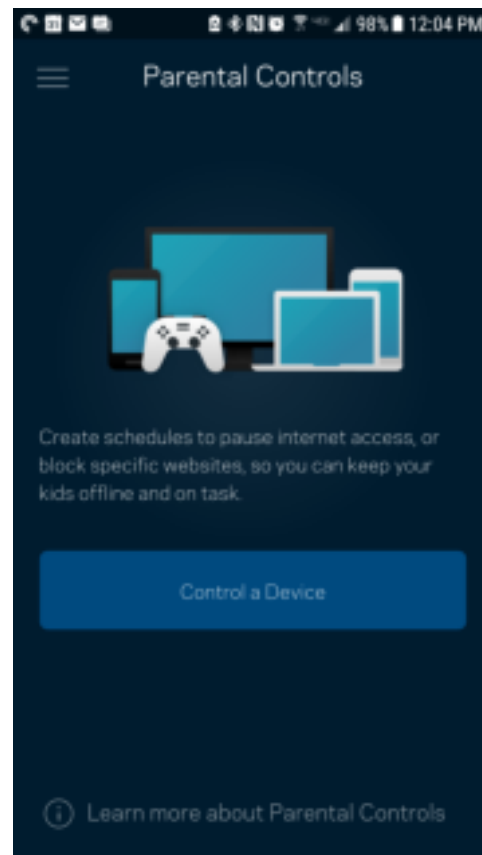 31 98% 12:04 PM
Parental Controls
Create schedules to pause internet access, or
block specific websites, so you can keep your
kids offline and on task.
Control a Device
Learn more about Parental Controls